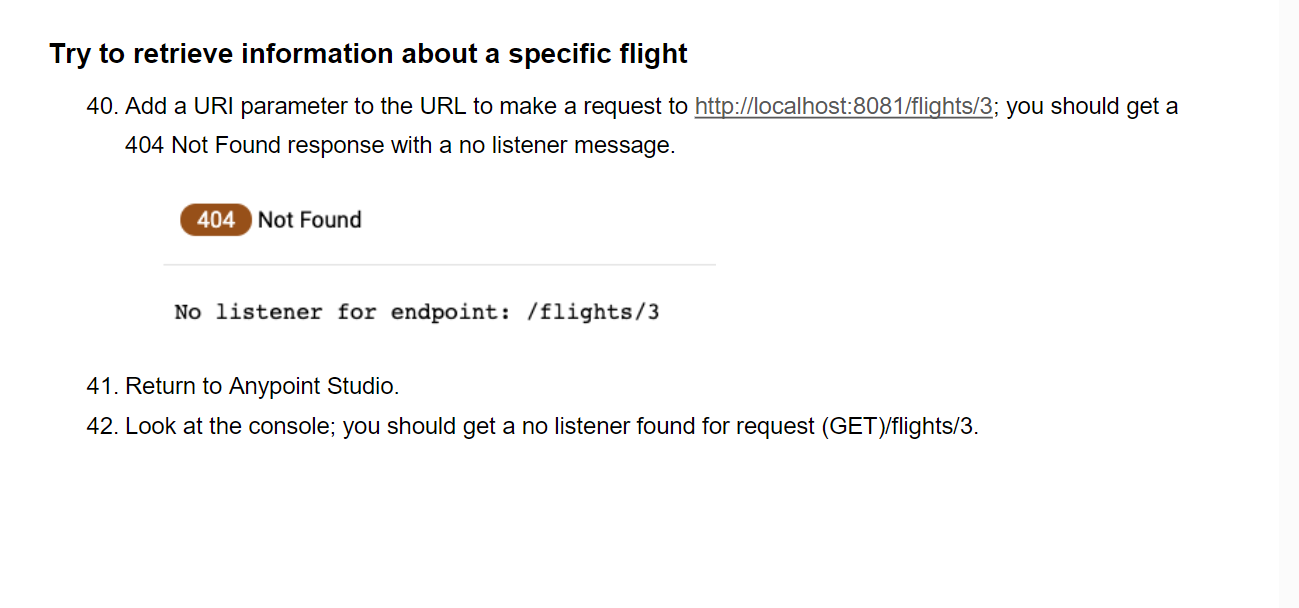 Try to retrieve information about a specific flight
40. Add a URI parameter to the URL to make a request to http://localhost:8081/flights/3; you should get a
404 Not Found response with a no listener message.
404 Not Found
No listener for endpoint: /flights/3
41. Return to Anypoint Studio.
42. Look at the console; you should get a no listener found for request (GET)/flights/3.